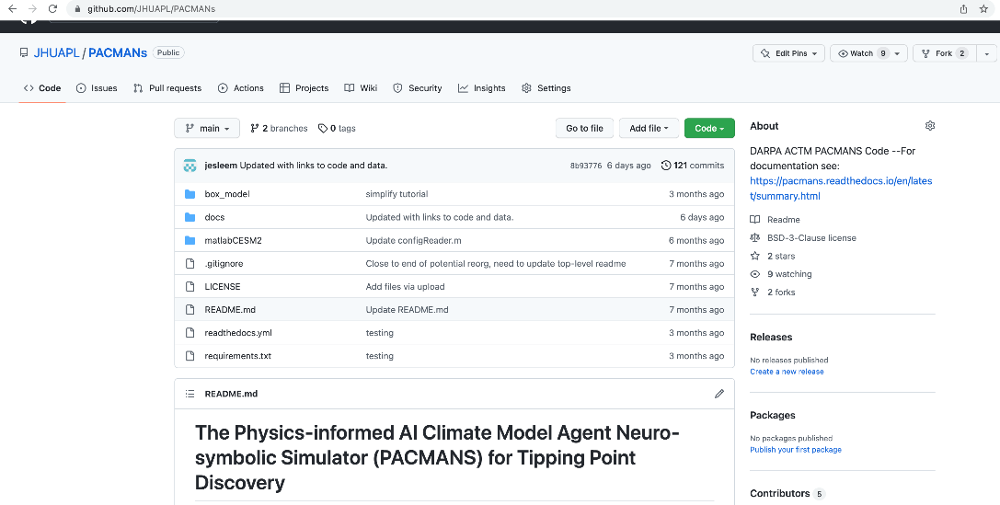 github.com/JHUAPL/PACMANs
JHUAPL / PACMANs Public
Edit Pins Watch 9 Fork 2
Code Issues Pull requests Actions Projects Wiki Security Insights Settings
main 2 branches 0 tags Go to file Add file Code
jesleem Updated with links to code and data. 8b93776 6 days ago 121 commits
box_model simplify tutorial 3 months ago
docs Updated with links to code and data. 6 days ago
matlabCESM2 Update configReader.m 6 months ago
.gitignore Close to end of potential reorg, need to update top-level readme 7 months ago
LICENSE Add files via upload 7 months ago
README.md Update README.md 7 months ago
readthedocs.yml testing 3 months ago
requirements.txt testing 3 months ago
README.md
The Physics-informed AI Climate Model Agent Neuro-
symbolic Simulator (PACMANS) for Tipping Point
Discovery
About
DARPA ACTM PACMANS Code --For
documentation see:
https://pacmans.readthedocs.io/en/lates
t/summary.html
Readme
BSD-3-Clause license
2 stars
9 watching
2 forks
Releases
No releases published
Create a new release
Packages
No packages published
Publish your first package
Contributors 5